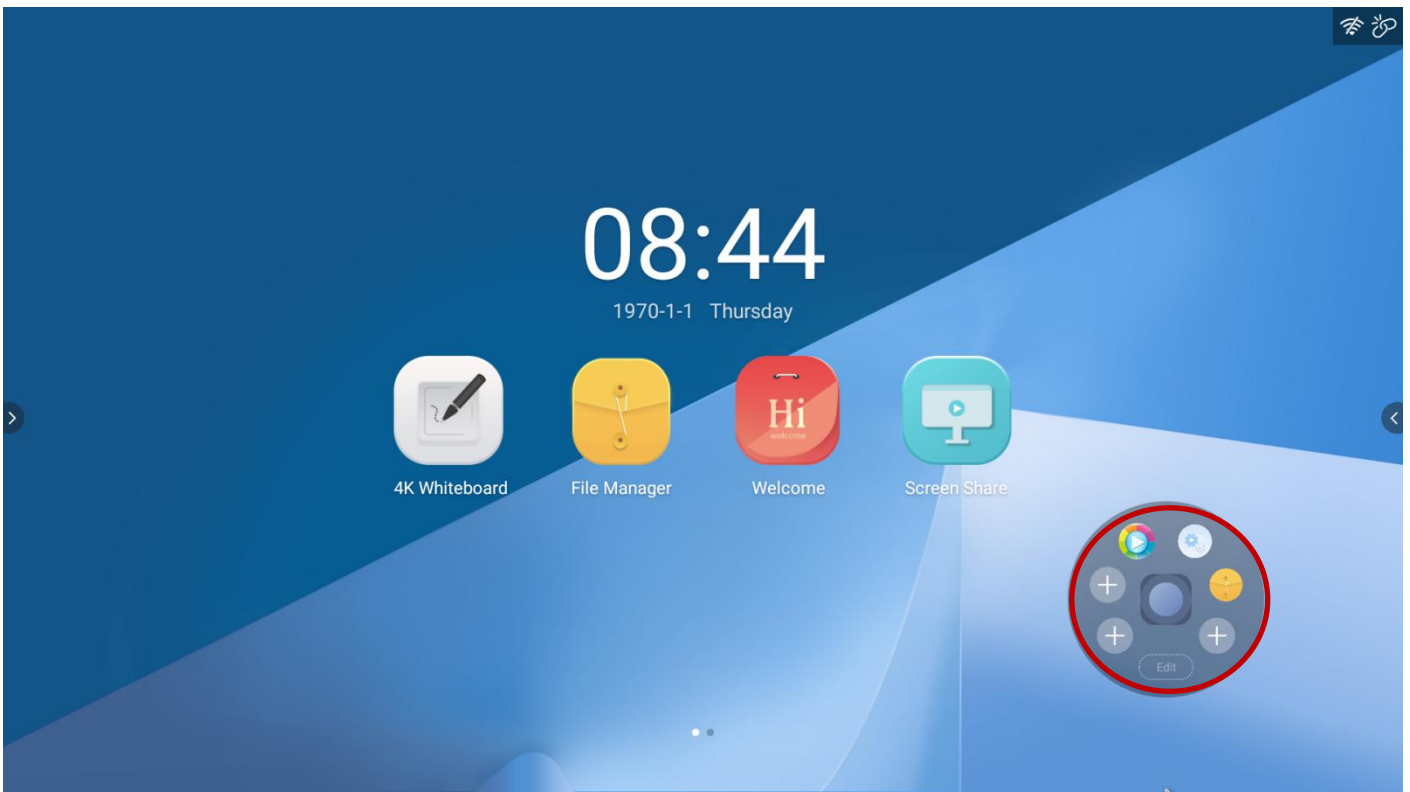 08:44
1970-1-1 Thursday
Hi
welcome
4K Whiteboard
File Manager
Welcome
Screen Share
Edit